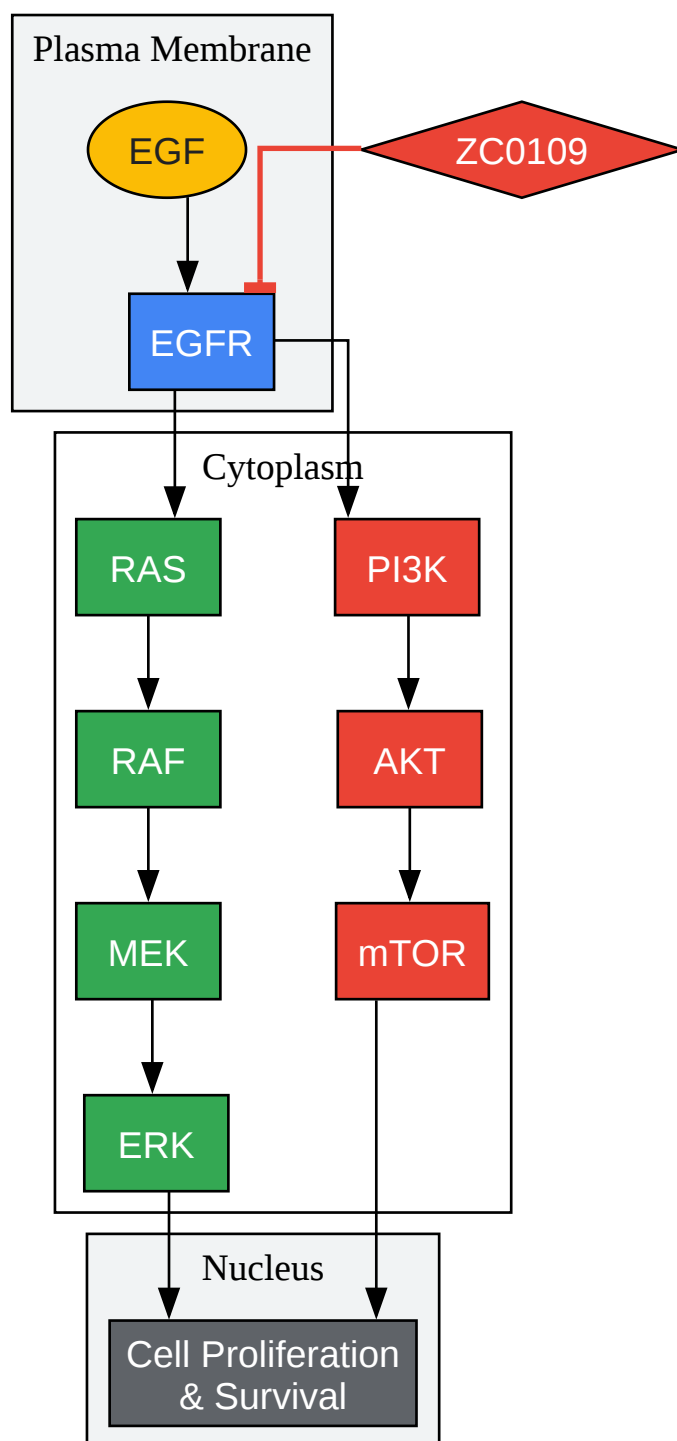 Plasma Membrane
EGF
ZC0109
EGFR
Cytoplasm
RAS
PI3K
RAF
AKT
MEK
mTOR
ERK
Nucleus
Cell Proliferation
& Survival